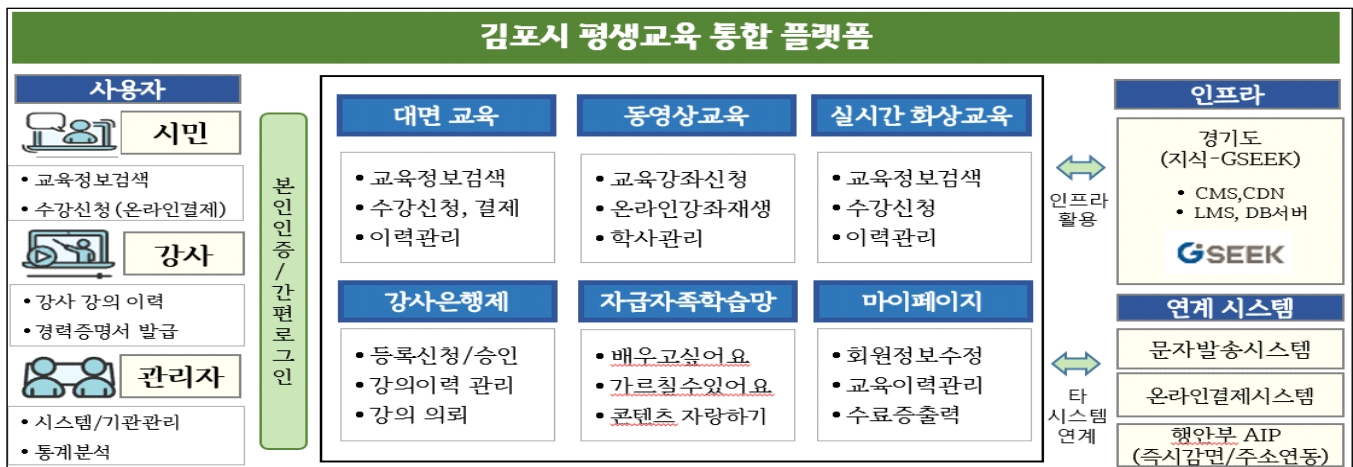 김포시 평생교육 통합 플랫폼
사용자
시민
• 교육정보검색
• 수강신청(온라인결제)
강사
• 강사 강의 이력
• 경력증명서 발급
관리자
• 시스템/기관관리
• 통계분석
본인인증/간편로그인
대면 교육
• 교육정보검색
• 수강신청, 결제
• 이력관리
동영상교육
• 교육강좌신청
• 온라인강좌재생
• 학사관리
실시간 화상교육
• 교육정보검색
• 수강신청
• 이력관리
강사은행제
• 등록신청/승인
• 강의이력 관리
• 강의 의뢰
자급자족학습망
• 배우고싶어요
• 가르칠수있어요
• 콘텐츠 자랑하기
마이페이지
• 회원정보수정
• 교육이력관리
• 수료증출력
인프라
활용
타
시스템
연계
인프라
경기도
(지식-GSEEK)
• CMS,CDN
• LMS, DB서버
GSEEK
연계 시스템
문자발송시스템
온라인결제시스템
행안부 AIP
(즉시감면/주소연동)